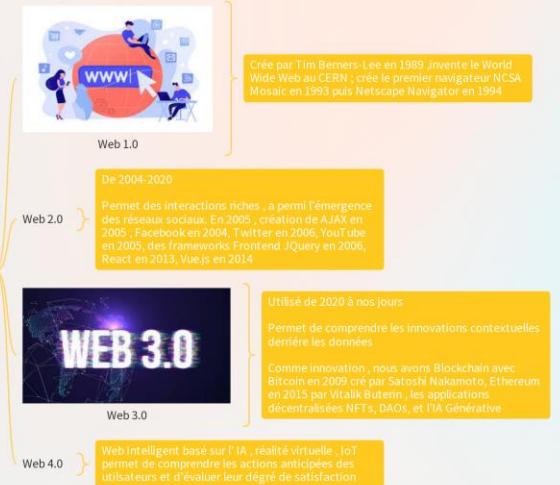 WWW
Crée par Tim Berners-Lee en 1989 ,invente le World
Wide Web au CERN ; crée le premier navigateur NCSA
Mosaic en 1993 puis Netscape Navigator en 1994
Web 1.0
De 2004-2020
Permet des interactions riches , a permi l'émergence
des réseaux sociaux. En 2005 , création de AJAX en
2005 , Facebook en 2004, Twitter en 2006, YouTube
en 2005, des frameworks Frontend JQuery en 2006,
React en 2013, Vue.js en 2014
Web 2.0
WEB 3.0
Utilisé de 2020 à nos jours
Permet de comprendre les innovations contextuelles
derriére les données
Comme innovation , nous avons Blockchain avec
Bitcoin en 2009 cré par Satoshi Nakamoto, Ethereum
en 2015 par Vitalik Buterin , les applications
décentralisées NFTs, DAOs, et l'IA Générative
Web 3.0
Web intelligent basé sur l' IA , réalité virtuelle , IoT
permet de comprendre les actions anticipées des
utilsateurs et d'évaluer leur dégré de satisfaction
Web 4.0